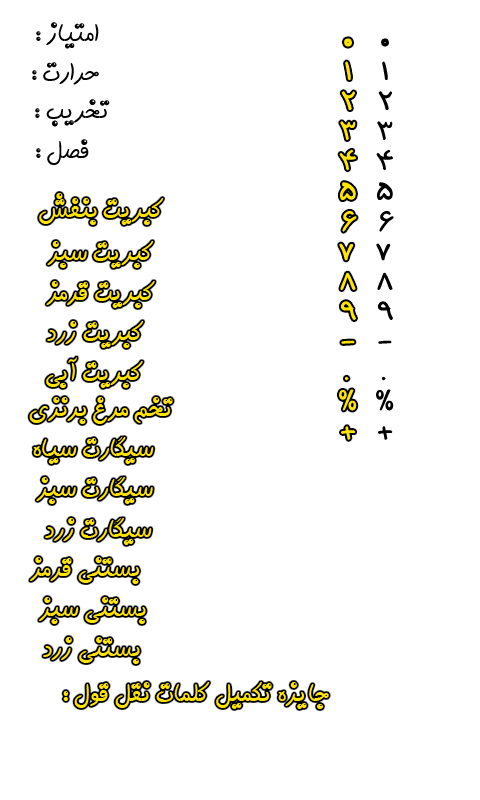 امتیاز :
حرارت :
تخریب :
فصل :
کبریت بنفش
کبریت سبز
کبریت قرمز
کبریت زرد
کبریت آبی
تخم مرغ برنزی
سیگارت سیاه
سیگارت سبز
سیگارت زرد
بستنی قرمز
بستنی سبز
بستنی زرد
جایزه تکمیل کلمات نقل قول :
۰ ۰
۱ ۱
۲ ۲
۳ ۳
۴ ۴
۵ ۵
۶ ۶
۷ ۷
۸ ۸
۹ ۹
- -
. .
% %
+ +